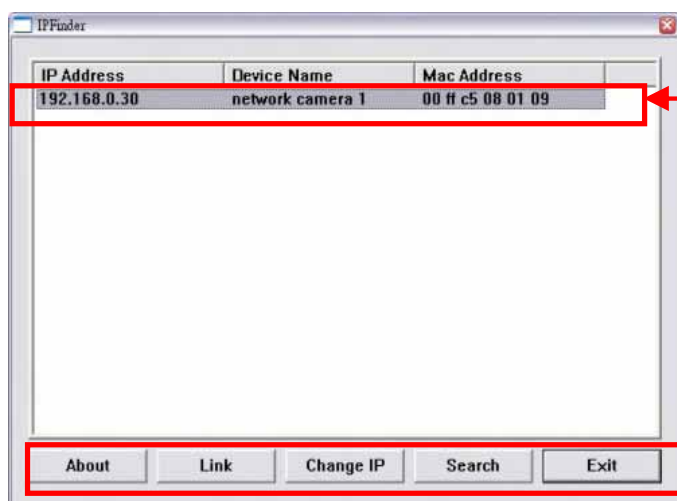 IPFinder
IP Address Device Name Mac Address
192.168.0.30 network camera 1 00 ff c5 08 01 09
About Link Change IP Search Exit